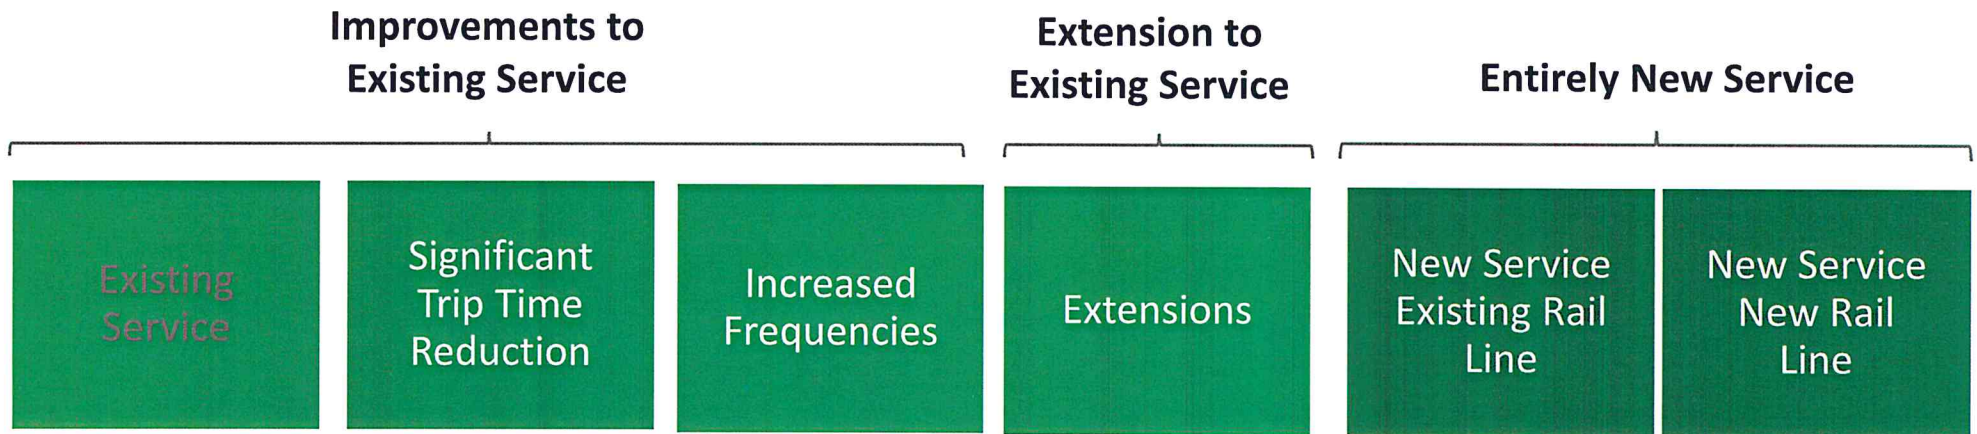 Improvements to
Existing Service
Extension to
Existing Service
Entirely New Service
Existing
Service
Significant
Trip Time
Reduction
Increased
Frequencies
Extensions
New Service
Existing Rail
Line
New Service
New Rail
Line